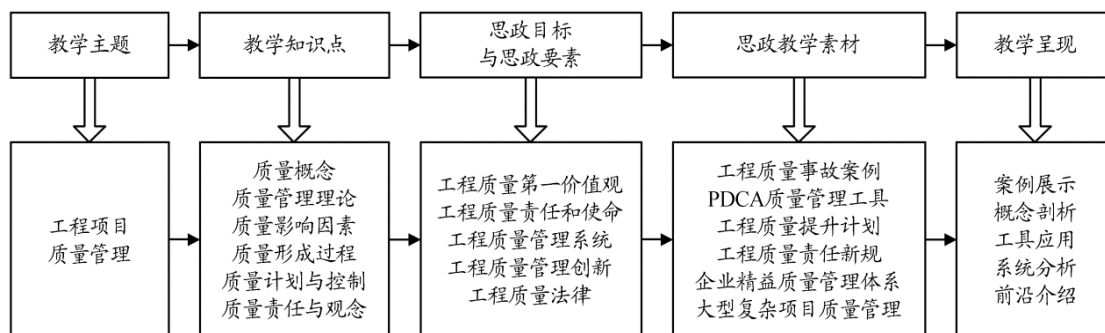 教学主题
教学知识点
思政目标
与思政要素
思政教学素材
教学呈现
工程项目
质量管理
质量概念
质量管理理论
质量影响因素
质量形成过程
质量计划与控制
质量责任与观念
工程质量第一价值观
工程质量责任和使命
工程质量管理系统
工程质量管理创新
工程质量法律
工程质量事故案例
PDCA质量管理工具
工程质量提升计划
工程质量责任新规
企业精益质量管理体系
大型复杂项目质量管理
案例展示
概念剖析
工具应用
系统分析
前沿介绍